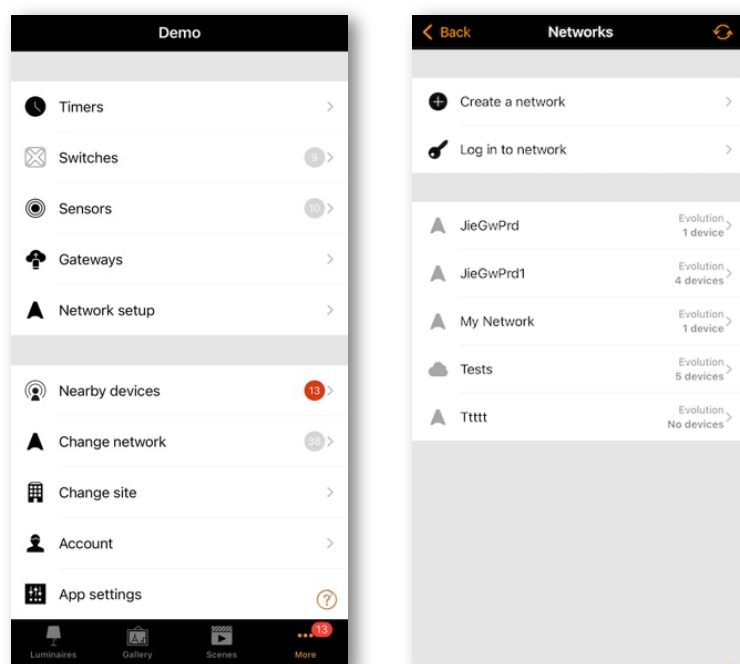 Demo
Timers
Switches
9
Sensors
10
Gateways
Network setup
Nearby devices
13
Change network
38
Change site
Account
App settings
?
13
Luminaires
Gallery
Scenes
More
Back
Networks
Create a network
Log in to network
JieGwPrd
Evolution
1 device
JieGwPrd1
Evolution
4 devices
My Network
Evolution
1 device
Tests
Evolution
5 devices
Ttttt
Evolution
No devices